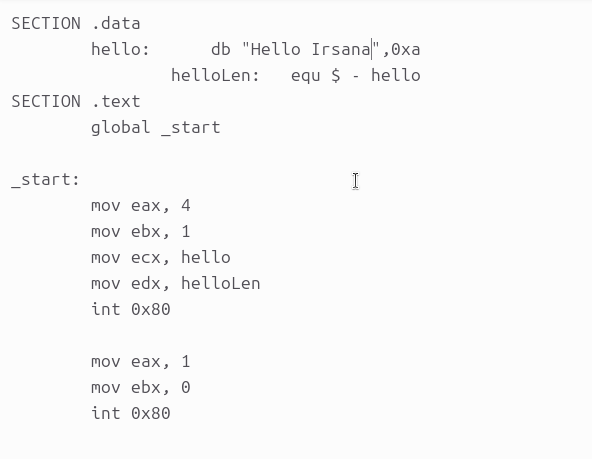 SECTION .data
        hello:      db "Hello Irsana",0xa
                helloLen:   equ $ - hello
SECTION .text
        global _start

_start:
        mov eax, 4
        mov ebx, 1
        mov ecx, hello
        mov edx, helloLen
        int 0x80

        mov eax, 1
        mov ebx, 0
        int 0x80